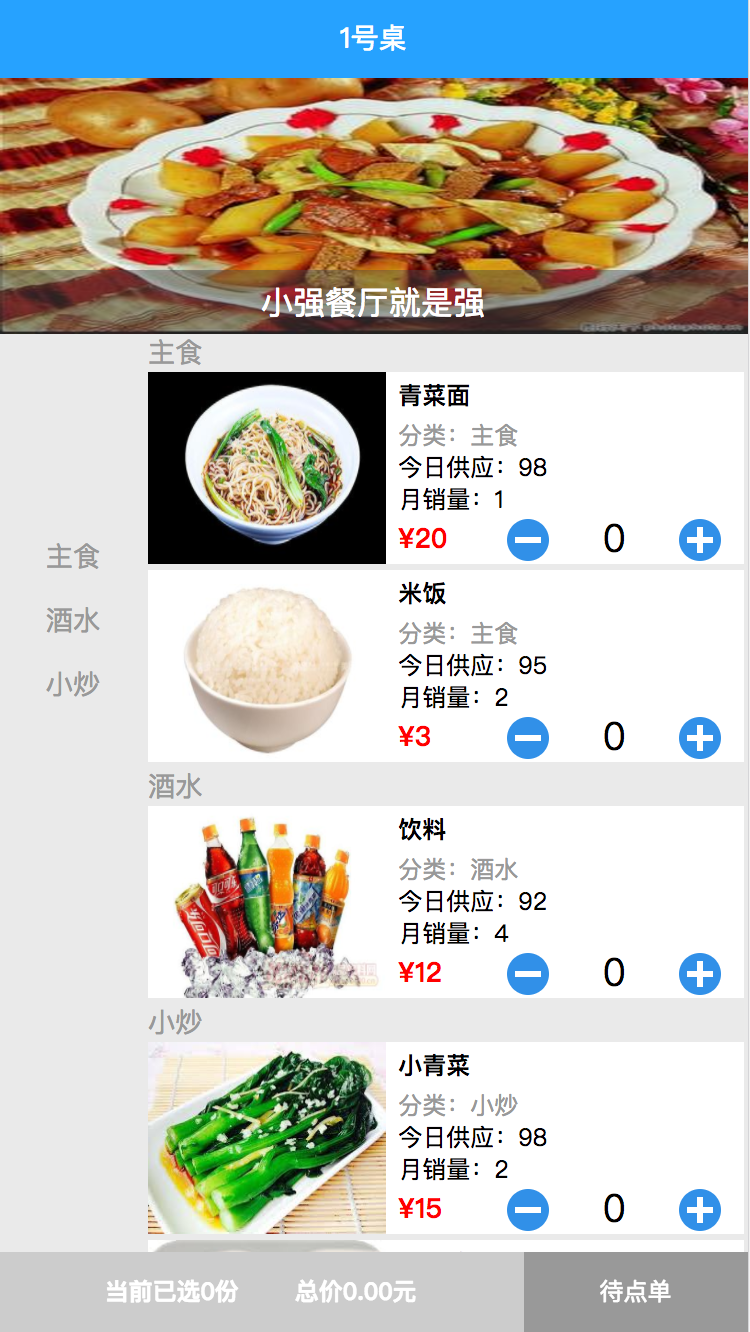 1号桌
小强餐厅就是强
主食
酒水
小炒
主食
青菜面
分类：主食
今日供应：98
月销量：1
¥20
0
米饭
分类：主食
今日供应：95
月销量：2
¥3
0
酒水
饮料
分类：酒水
今日供应：92
月销量：4
¥12
0
小炒
小青菜
分类：小炒
今日供应：98
月销量：2
¥15
0
当前已选0份 总价0.00元
待点单